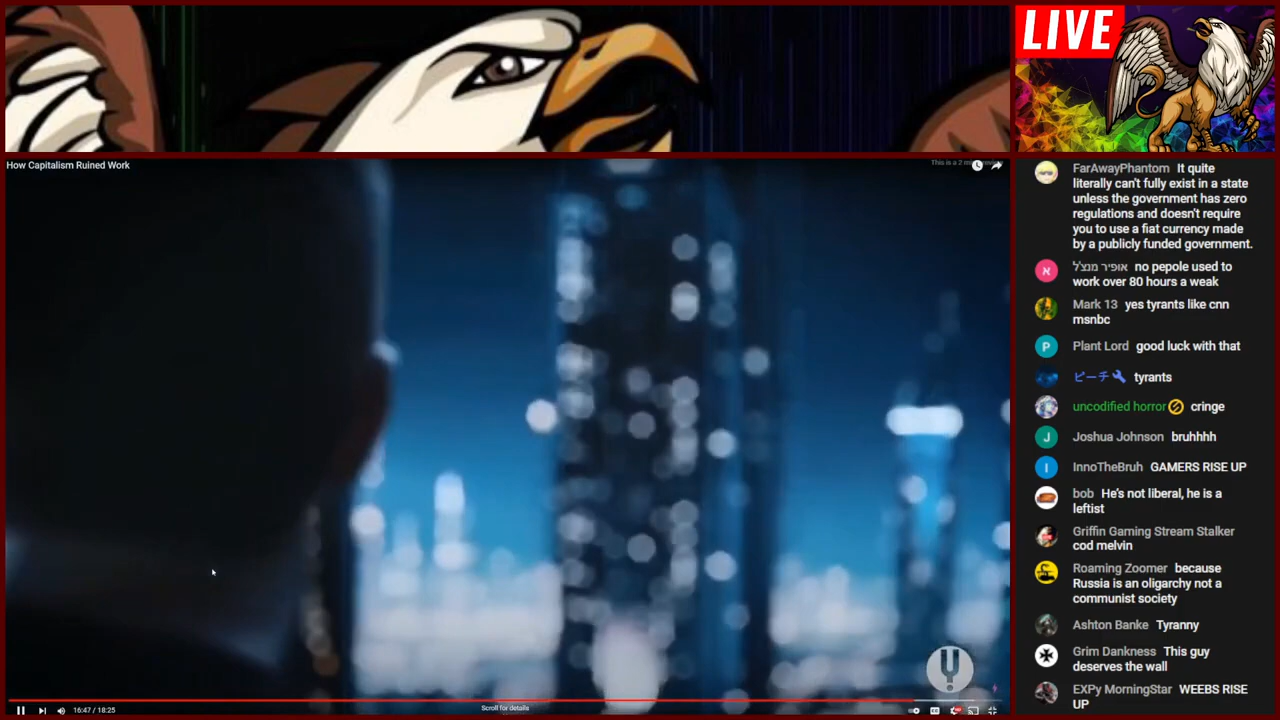 LIVE
How Capitalism Ruined Work
This is a 2 m
FarAwayPhantom It quite
literally can't fully exist in a state
unless the government has zero
regulations and doesn't require
you to use a fiat currency made
by a publicly funded government.
אופיר מנצ'ל no pepole used to
work over 80 hours a weak
Mark 13 yes tyrants like cnn
msnbc
P Plant Lord good luck with that
ピーチ tyrants
uncodified horror cringe
J Joshua Johnson bruhhhh
I InnoTheBruh GAMERS RISE UP
bob He's not liberal, he is a
leftist
Griffin Gaming Stream Stalker
cod melvin
Roaming Zoomer because
Russia is an oligarchy not a
communist society
Ashton Banke Tyranny
Grim Dankness This guy
deserves the wall
EXPy MorningStar WEEBS RISE
UP
16:47 / 18:25
Scroll for details